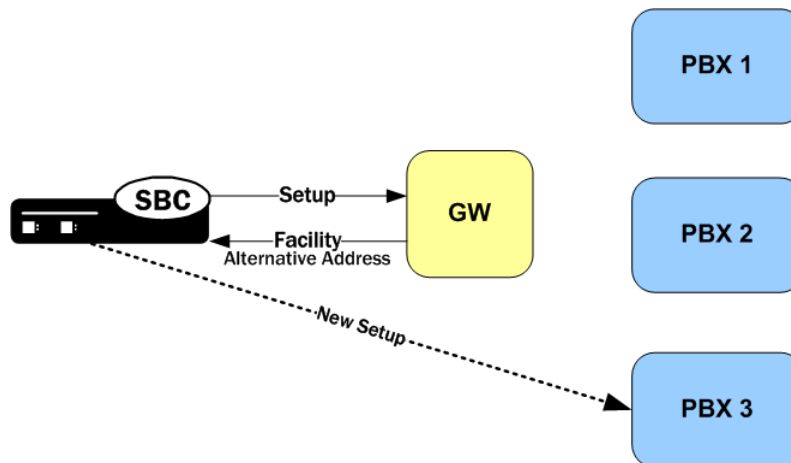 PBX 1
SBC
Setup
GW
Facility
Alternative Address
PBX 2
New Setup
PBX 3